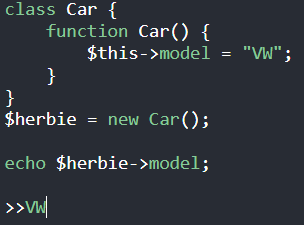 class Car {
    function Car() {
        $this->model = "VW";
    }
}
$herbie = new Car();
echo $herbie->model;
>>VW